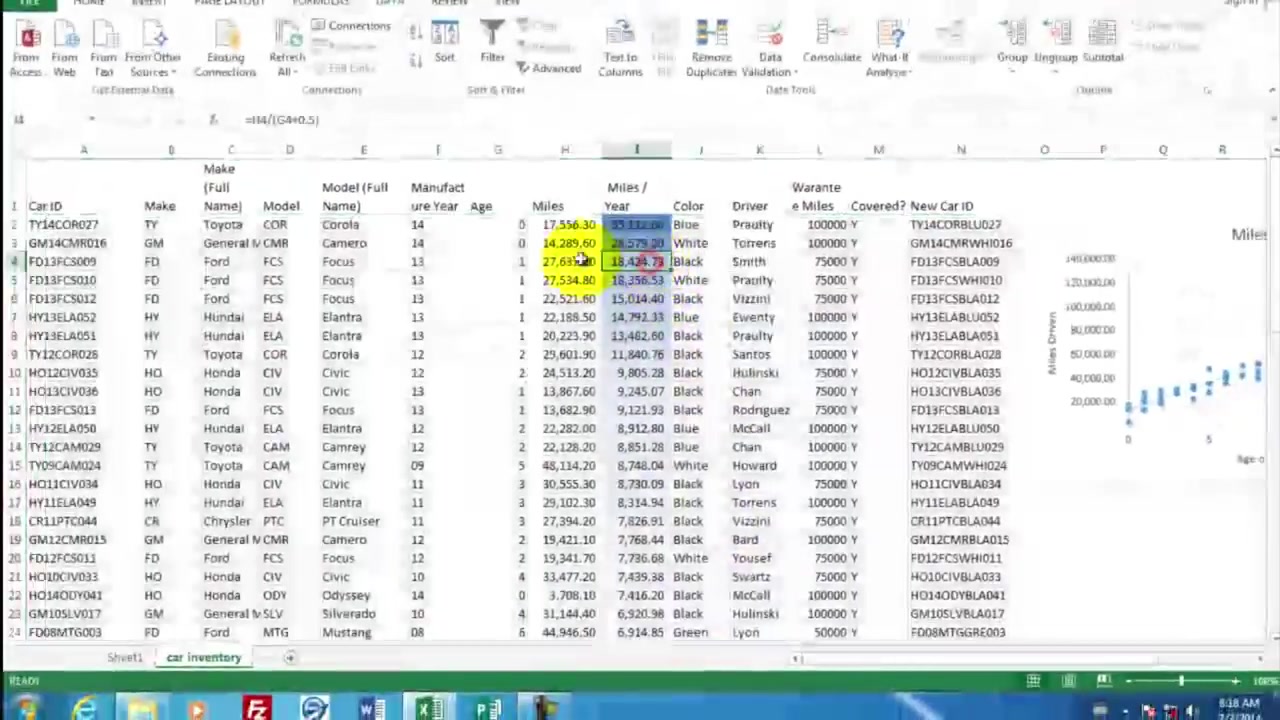 FILE HOME INSERT PAGE LAYOUT FORMULAS DATA REVIEW VIEW Sign in
Connections
From Access From Web From Text From Other Sources Existing Connections Refresh All Edit Links Sort Filter Advanced Text to Columns Remove Duplicates Data Validation Consolidate What-If Analysis Group Ungroup Subtotal
Get External Data Connections Sort & Filter Data Tools Outline
I4 =H4/(G4+0.5)
A B C D E F G H I J K L M N O P Q R
1 Car ID Make Make (Full Name) Model Model (Full Name) Manufacture Year Age Miles Miles / Year Color Driver Warantee Miles Covered? New Car ID
2 TY14COR027 TY Toyota COR Corola 14 0 17,556.30 35,112.60 Blue Praulty 100000 Y TY14CORBLU027
3 GM14CMR016 GM General M CMR Camero 14 0 14,289.60 28,579.20 White Torrens 100000 Y GM14CMRWHI016
4 FD13FCS009 FD Ford FCS Focus 13 1 18,424.73 Black Smith 75000 Y FD13FCSBLA009
5 FD13FCS010 FD Ford FCS Focus 13 1 27,534.80 18,356.53 White Praulty 75000 Y FD13FCSWHI010
6 FD13FCS012 FD Ford FCS Focus 13 1 22,521.60 15,014.40 Black Vizzini 75000 Y FD13FCSBLA012
7 HY13ELA052 HY Hundai ELA Elantra 13 1 22,188.50 14,792.33 Blue Ewenty 100000 Y HY13ELABLU052
8 HY13ELA051 HY Hundai ELA Elantra 13 1 20,223.90 13,482.60 Black Praulty 100000 Y HY13ELABLA051
9 TY12COR028 TY Toyota COR Corola 12 2 29,601.90 11,840.76 Black Santos 100000 Y TY12CORBLA028
10 HO12CIV035 HO Honda CIV Civic 12 2 24,513.20 9,805.28 Black Hulinski 75000 Y HO12CIVBLA035
11 HO13CIV036 HO Honda CIV Civic 13 1 13,867.60 9,245.07 Black Chan 75000 Y HO13CIVBLA036
12 FD13FCS013 FD Ford FCS Focus 13 1 13,682.90 9,121.93 Black Rodriguez 75000 Y FD13FCSBLA013
13 HY12ELA050 HY Hundai ELA Elantra 12 2 22,282.00 8,912.80 Blue McCall 100000 Y HY12ELABLU050
14 TY12CAM029 TY Toyota CAM Camrey 12 2 22,128.20 8,851.28 Blue Chan 100000 Y TY12CAMBLU029
15 TY09CAM024 TY Toyota CAM Camrey 09 5 48,114.20 8,748.04 White Howard 100000 Y TY09CAMWHI024
16 HO11CIV034 HO Honda CIV Civic 11 3 30,555.30 8,730.09 Black Lyon 75000 Y HO11CIVBLA034
17 HY11ELA049 HY Hundai ELA Elantra 11 3 29,102.30 8,314.94 Black Torrens 100000 Y HY11ELABLA049
18 CR11PTC044 CR Chrysler PTC PT Cruiser 11 3 27,394.20 7,826.91 Black Vizzini 75000 Y CR11PTCBLA044
19 GM12CMR015 GM General M CMR Camero 12 2 19,421.10 7,768.44 Black Bard 100000 Y GM12CMRBLA015
20 FD12FCS011 FD Ford FCS Focus 12 2 19,341.70 7,736.68 White Yousef 75000 Y FD12FCSWHI011
21 HO10CIV033 HO Honda CIV Civic 10 4 33,477.20 7,439.38 Black Swartz 75000 Y HO10CIVBLA033
22 HO14ODY041 HO Honda ODY Odyssey 14 0 3,708.10 7,416.20 Black McCall 100000 Y HO14ODYBLA041
23 GM10SLV017 GM General M SLV Silverado 10 4 31,144.40 6,920.98 Black Hulinski 100000 Y GM10SLVBLA017
24 FD08MTG003 FD Ford MTG Mustang 08 6 44,946.50 6,914.85 Green Lyon 50000 Y FD08MTGGRE003
Miles
Miles Driven
140,000.00
120,000.00
100,000.00
80,000.00
60,000.00
40,000.00
20,000.00
0 5
Age o
Sheet1 car inventory
READY 100%
8:18 AM
7/2/2014